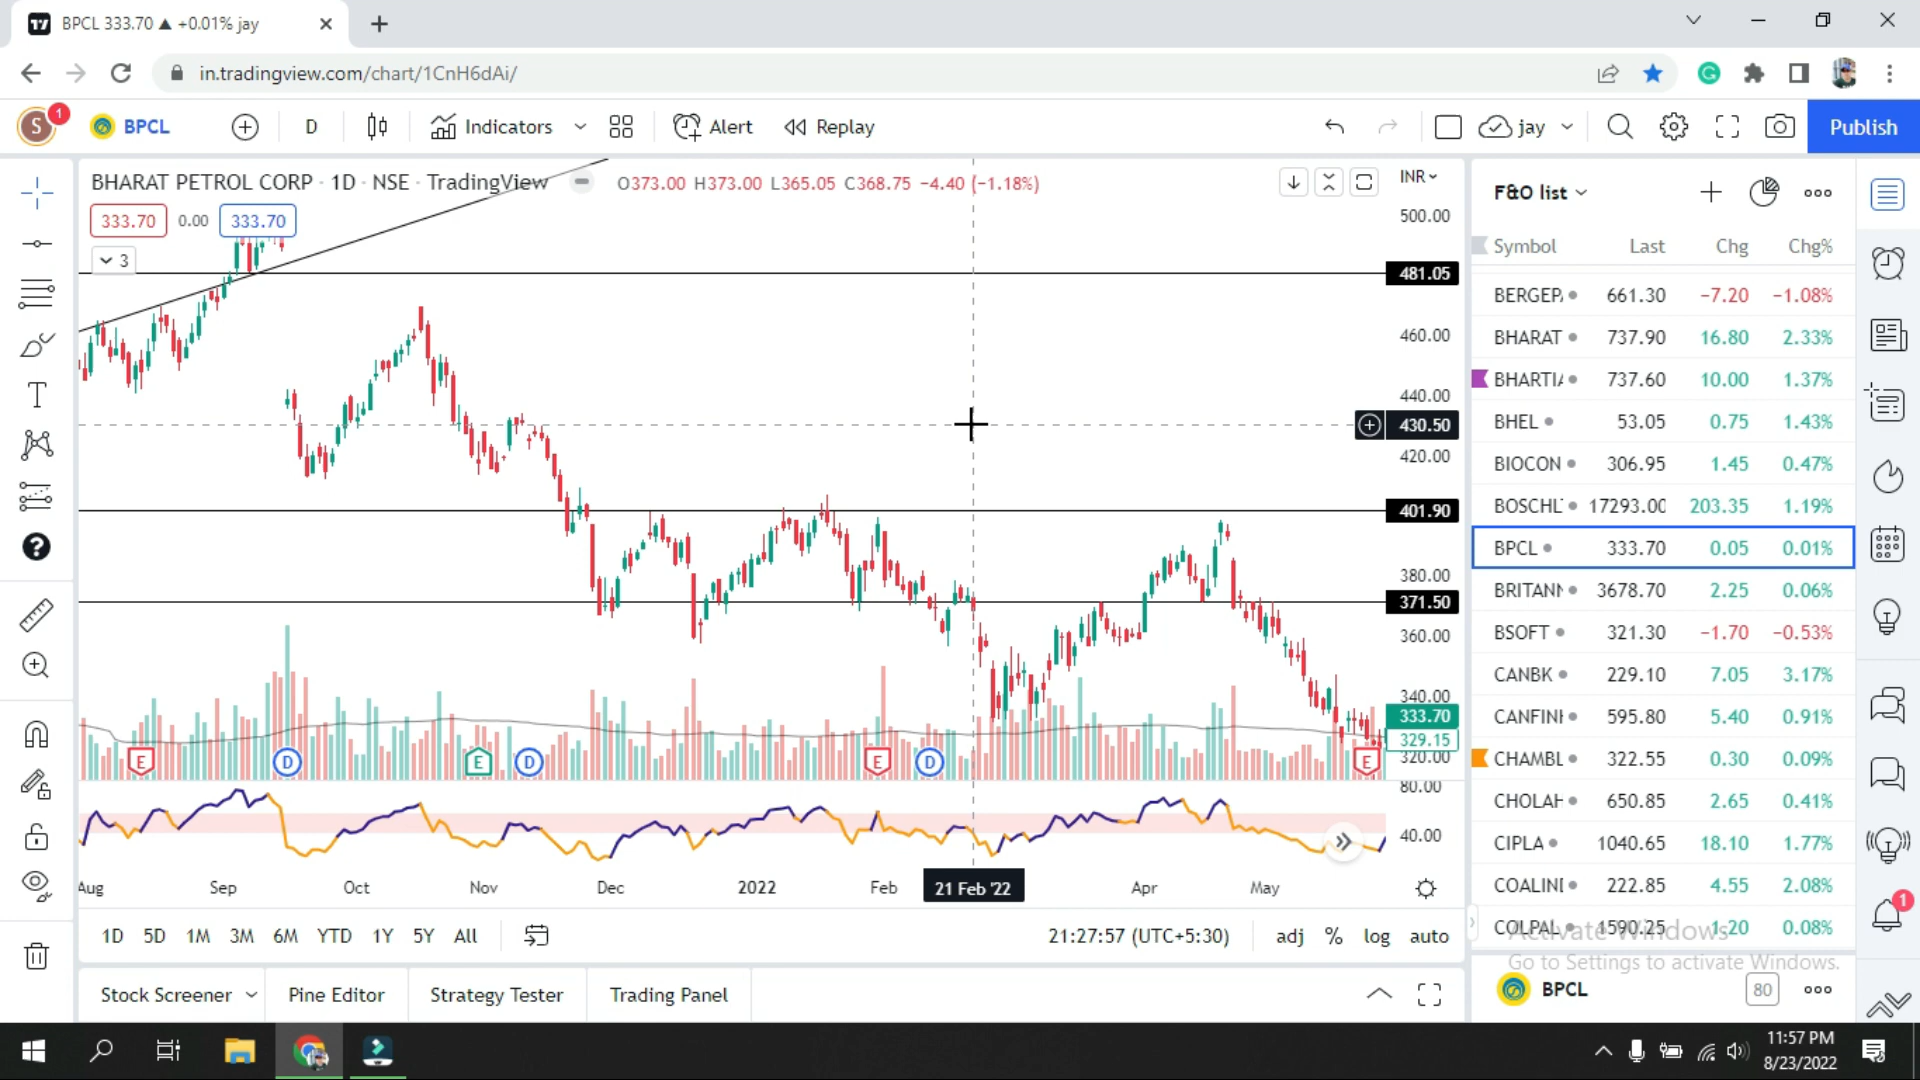 BPCL 333.70 ▲ +0.01% jay
in.tradingview.com/chart/1CnH6dAi/
S 1 BPCL D Indicators Alert Replay jay Publish
BHARAT PETROL CORP · 1D · NSE · TradingView O373.00 H373.00 L365.05 C368.75 −4.40 (−1.18%) INR
333.70 0.00 333.70
3
500.00
481.05
460.00
440.00
430.50
420.00
401.90
380.00
371.50
360.00
340.00
333.70
329.15
320.00
E D E D E D E
80.00
40.00
Aug Sep Oct Nov Dec 2022 Feb 21 Feb '22 Apr May
1D 5D 1M 3M 6M YTD 1Y 5Y All 21:27:57 (UTC+5:30) adj % log auto
Stock Screener Pine Editor Strategy Tester Trading Panel
F&O list
Symbol Last Chg Chg%
BERGEP 661.30 −7.20 −1.08%
BHARAT 737.90 16.80 2.33%
BHARTI 737.60 10.00 1.37%
BHEL 53.05 0.75 1.43%
BIOCON 306.95 1.45 0.47%
BOSCHL 17293.00 203.35 1.19%
BPCL 333.70 0.05 0.01%
BRITANN 3678.70 2.25 0.06%
BSOFT 321.30 −1.70 −0.53%
CANBK 229.10 7.05 3.17%
CANFINH 595.80 5.40 0.91%
CHAMBL 322.55 0.30 0.09%
CHOLAH 650.85 2.65 0.41%
CIPLA 1040.65 18.10 1.77%
COALINI 222.85 4.55 2.08%
COLPAL 1590.25 1.20 0.08%
Activate Windows
Go to Settings to activate Windows.
BPCL 80
1
11:57 PM
8/23/2022